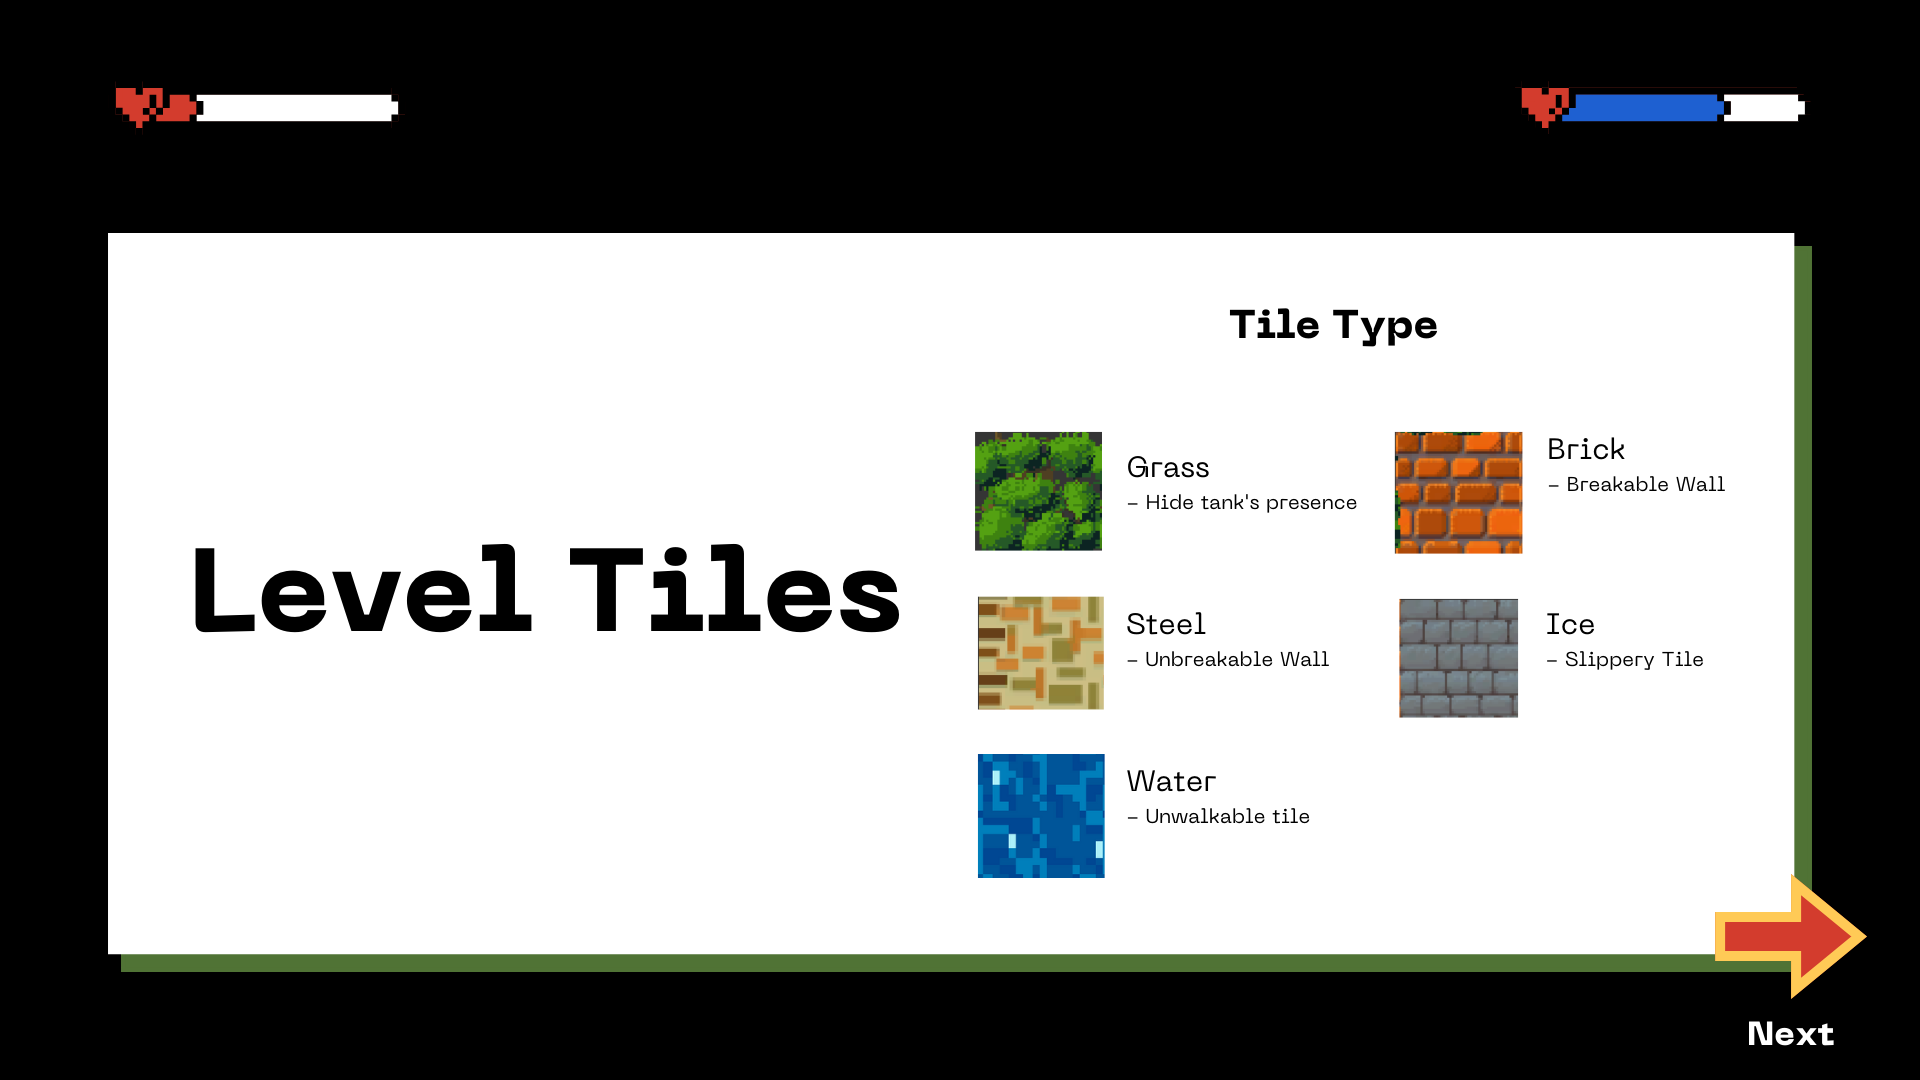 Level Tiles
Tile Type
Grass
– Hide tank's presence
Brick
– Breakable Wall
Steel
– Unbreakable Wall
Ice
– Slippery Tile
Water
– Unwalkable tile
Next